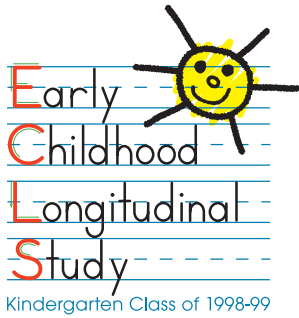 Early
Childhood
Longitudinal
Study
Kindergarten Class of 1998-99